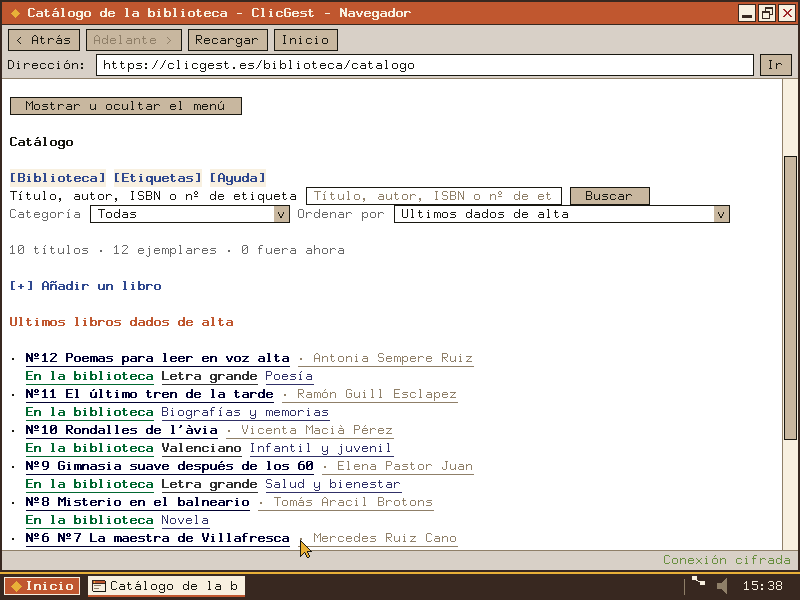 Catálogo de la biblioteca - ClicGest - Navegador
< Atrás Adelante > Recargar Inicio
Dirección: https://clicgest.es/biblioteca/catalogo Ir
Mostrar u ocultar el menú
Catálogo
[Biblioteca] [Etiquetas] [Ayuda]
Título, autor, ISBN o nº de etiqueta Título, autor, ISBN o nº de et Buscar
Categoría Todas v Ordenar por Ultimos dados de alta v
10 títulos · 12 ejemplares · 0 fuera ahora
[+] Añadir un libro
Ultimos libros dados de alta
· Nº12 Poemas para leer en voz alta · Antonia Sempere Ruiz
En la biblioteca Letra grande Poesía
· Nº11 El último tren de la tarde · Ramón Guill Esclapez
En la biblioteca Biografías y memorias
· Nº10 Rondalles de l'àvia · Vicenta Macià Pérez
En la biblioteca Valenciano Infantil y juvenil
· Nº9 Gimnasia suave después de los 60 · Elena Pastor Juan
En la biblioteca Letra grande Salud y bienestar
· Nº8 Misterio en el balneario · Tomás Aracil Brotons
En la biblioteca Novela
· Nº6 Nº7 La maestra de Villafresca · Mercedes Ruiz Cano
Conexión cifrada
Inicio Catálogo de la b 15:38